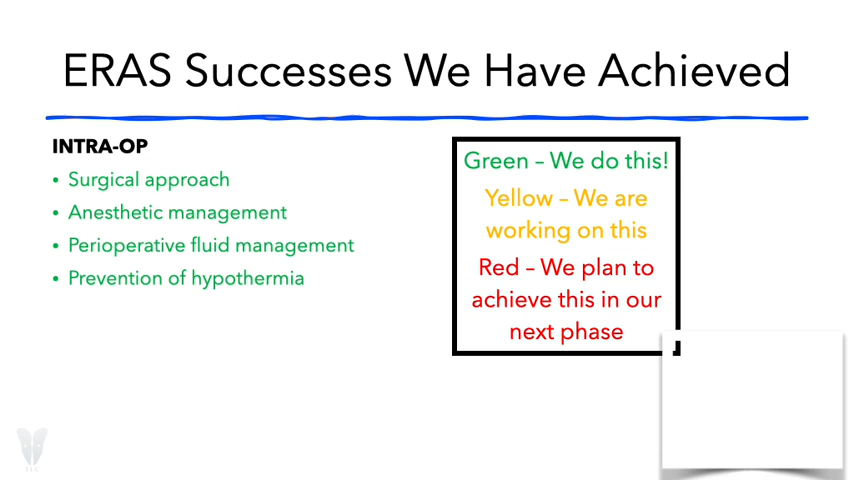 ERAS Successes We Have Achieved
INTRA-OP
• Surgical approach
• Anesthetic management
• Perioperative fluid management
• Prevention of hypothermia
Green – We do this!
Yellow – We are
working on this
Red – We plan to
achieve this in our
next phase
TLC